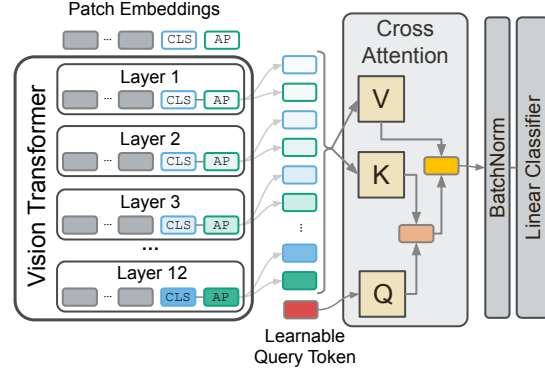 Patch Embeddings
... CLS AP
Vision Transformer
Layer 1
... CLS AP
Layer 2
... CLS AP
Layer 3
... CLS AP
...
Layer 12
... CLS AP
...
Learnable
Query Token
Cross
Attention
V
K
Q
BatchNorm
Linear Classifier